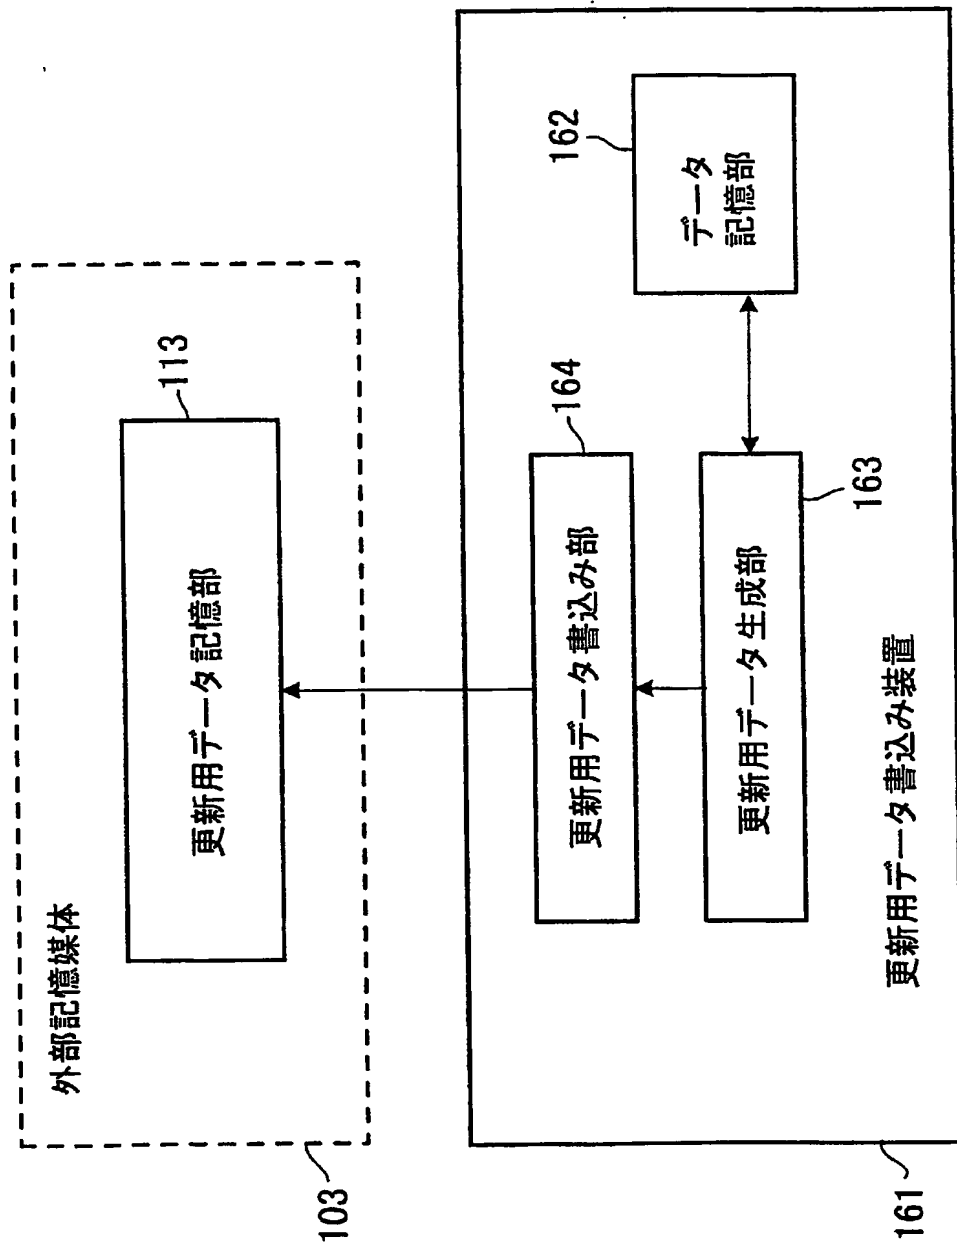 103
外部記憶媒体
更新用データ記憶部
113
161
更新用データ書込み部
164
更新用データ生成部
163
データ
記憶部
162
更新用データ書込み装置